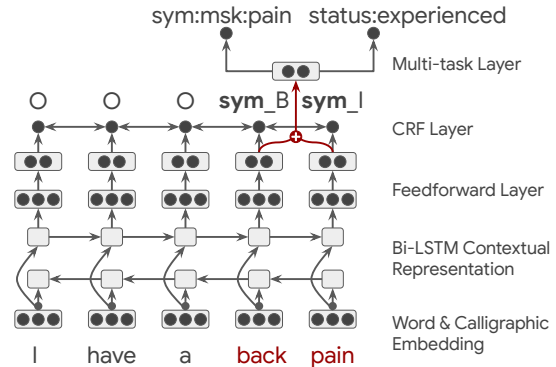 sym:msk:pain status:experienced
Multi-task Layer
O O O sym_B sym_I
CRF Layer
Feedforward Layer
Bi-LSTM Contextual
Representation
Word & Calligraphic
Embedding
I have a back pain